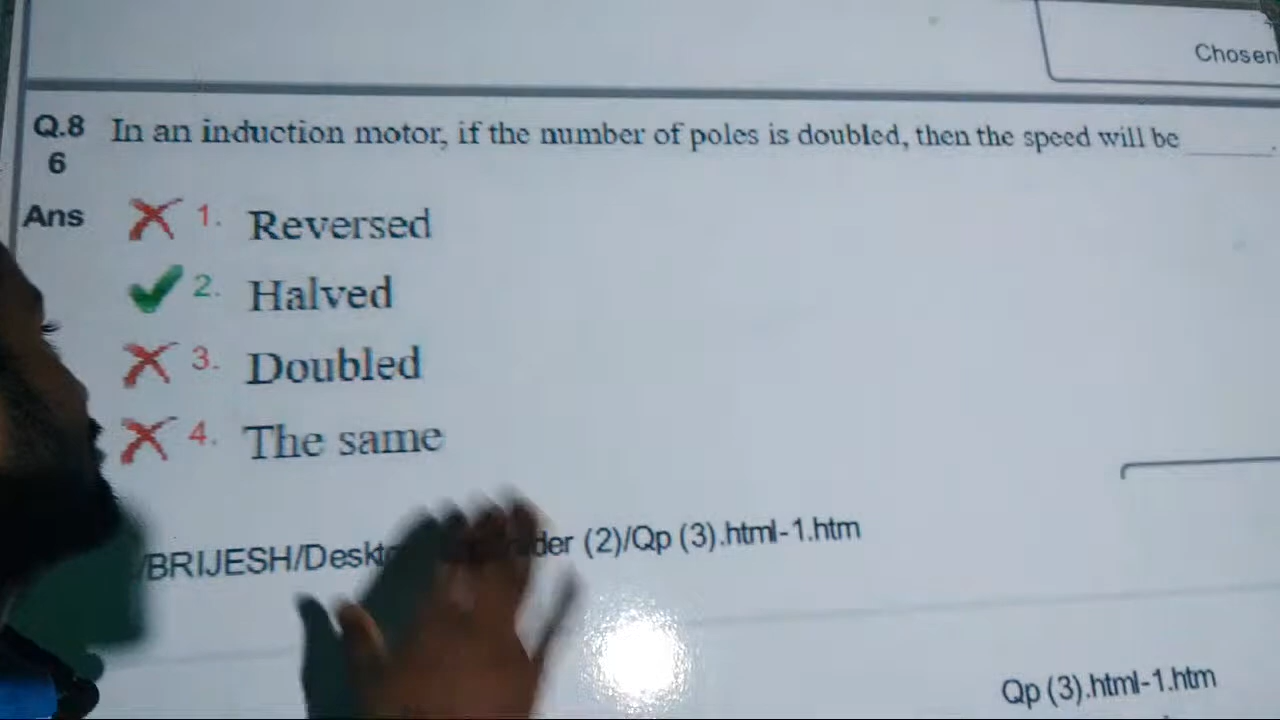 Chosen
Q.8 In an induction motor, if the number of poles is doubled, then the speed will be ______.
6
Ans 1. Reversed
2. Halved
3. Doubled
4. The same
/BRIJESH/Deskto der (2)/Qp (3).html-1.htm
Qp (3).html-1.htm